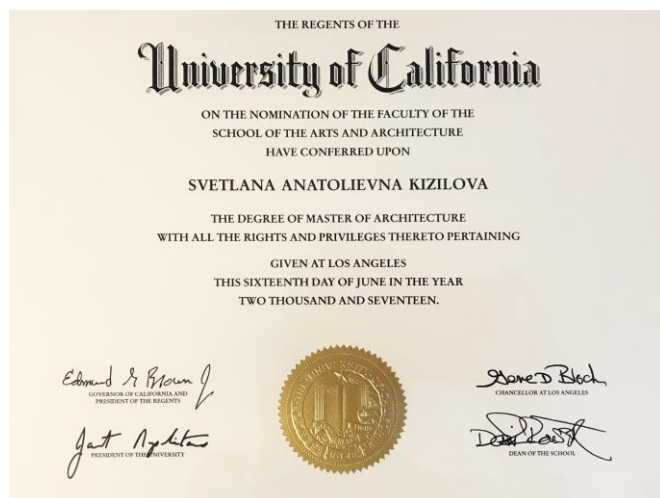 THE REGENTS OF THE
University of California
ON THE NOMINATION OF THE FACULTY OF THE
SCHOOL OF THE ARTS AND ARCHITECTURE
HAVE CONFERRED UPON
SVETLANA ANATOLIEVNA KIZILOVA
THE DEGREE OF MASTER OF ARCHITECTURE
WITH ALL THE RIGHTS AND PRIVILEGES THERETO PERTAINING
GIVEN AT LOS ANGELES
THIS SIXTEENTH DAY OF JUNE IN THE YEAR
TWO THOUSAND AND SEVENTEEN.
Edmund G Brown Jr
GOVERNOR OF CALIFORNIA AND
PRESIDENT OF THE REGENTS
Gene D Block
CHANCELLOR AT LOS ANGELES
PRESIDENT OF THE UNIVERSITY
DEAN OF THE SCHOOL